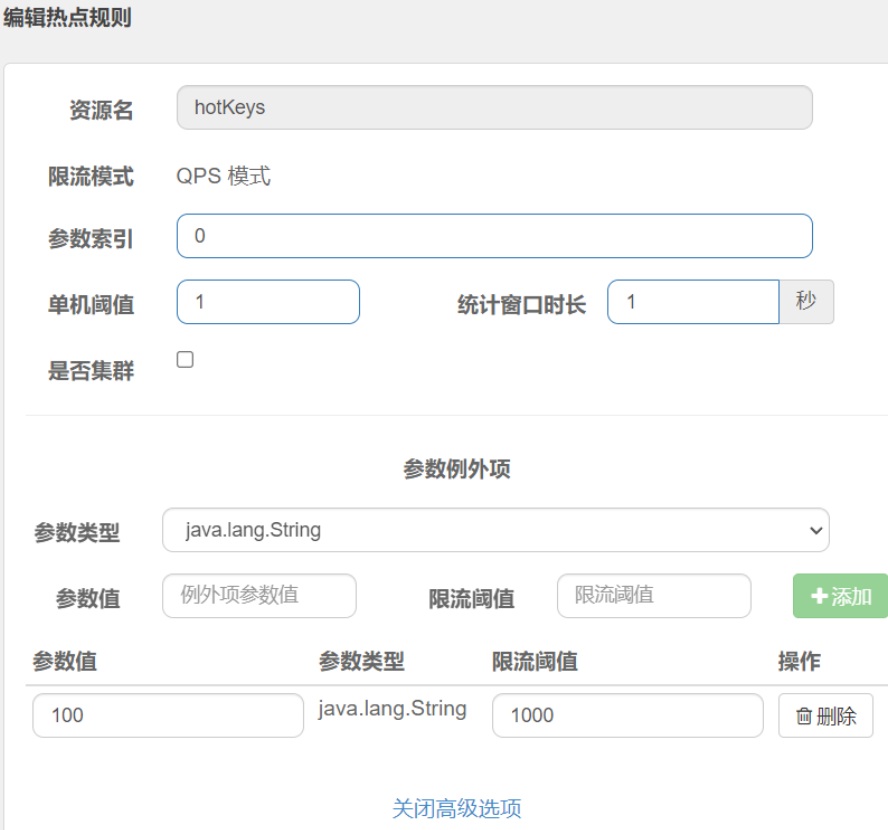 编辑热点规则
资源名 hotKeys
限流模式 QPS 模式
参数索引 0
单机阈值 1 统计窗口时长 1 秒
是否集群
参数例外项
参数类型 java.lang.String
参数值 例外项参数值 限流阈值 限流阈值 +添加
参数值 参数类型 限流阈值 操作
100 java.lang.String 1000 删除
关闭高级选项